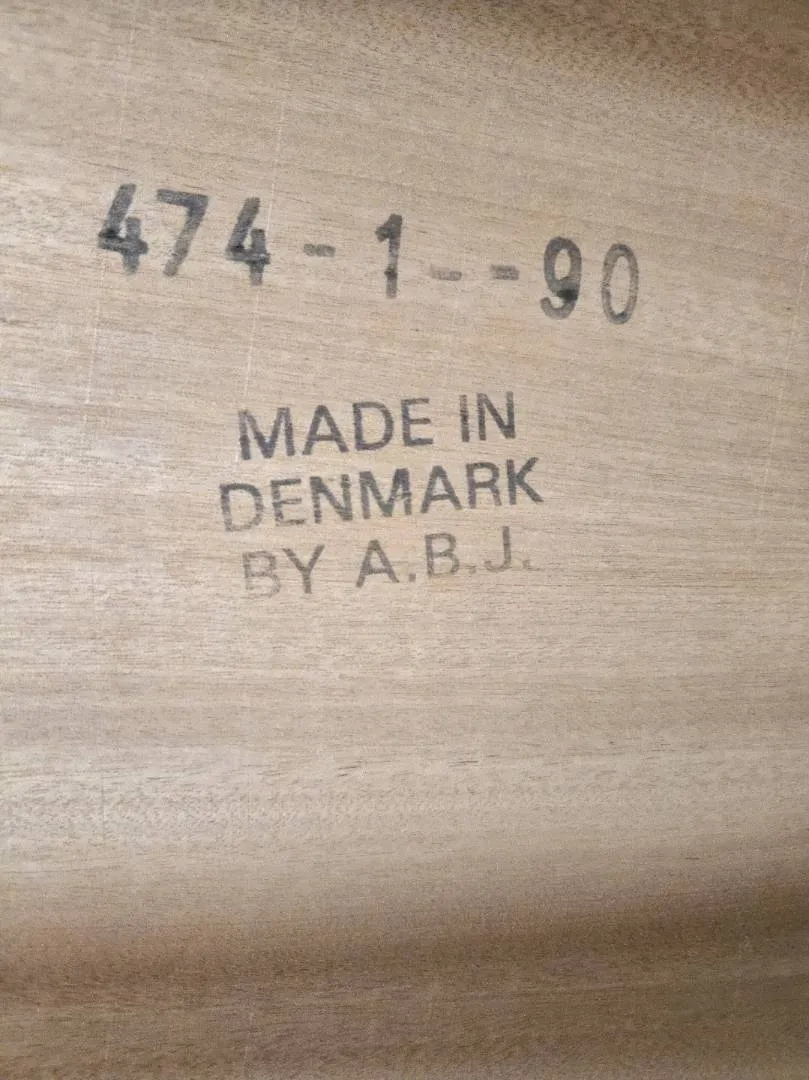 474-1--90
MADE IN
DENMARK
BY A.B.J.